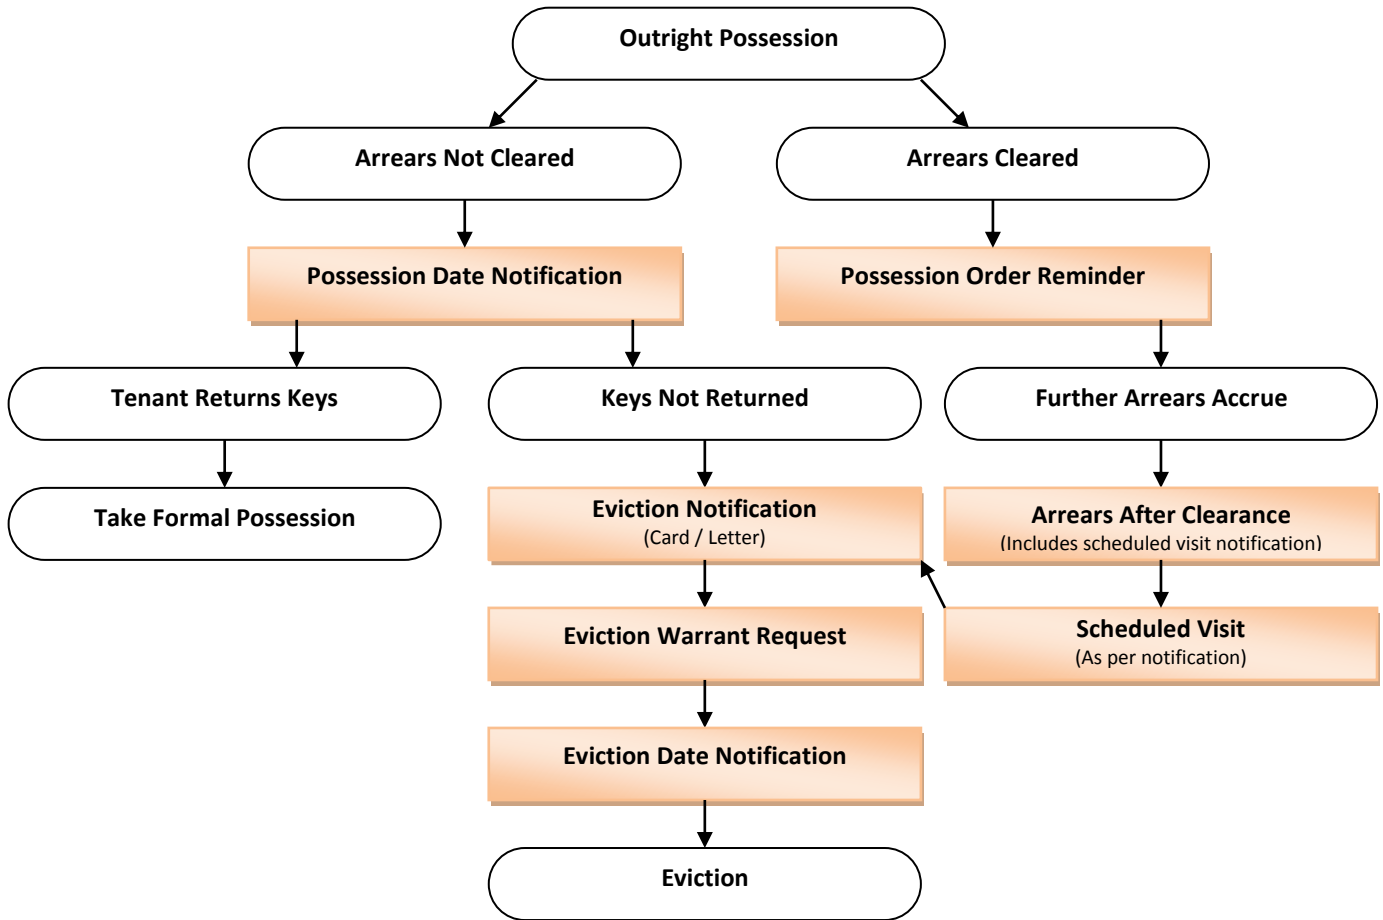 Outright Possession
Arrears Not Cleared
Arrears Cleared
Possession Date Notification
Possession Order Reminder
Tenant Returns Keys
Keys Not Returned
Further Arrears Accrue
Take Formal Possession
Eviction Notification
(Card / Letter)
Arrears After Clearance
(Includes scheduled visit notification)
Eviction Warrant Request
Scheduled Visit
(As per notification)
Eviction Date Notification
Eviction